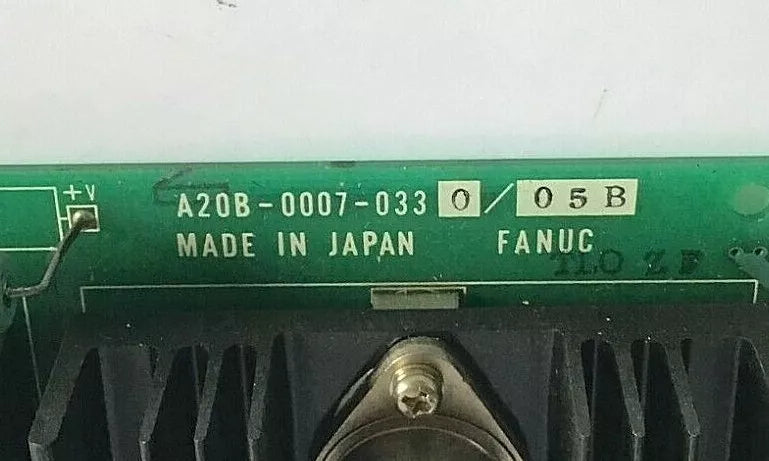 +V
A20B-0007-033 0/05B
MADE IN JAPAN FANUC